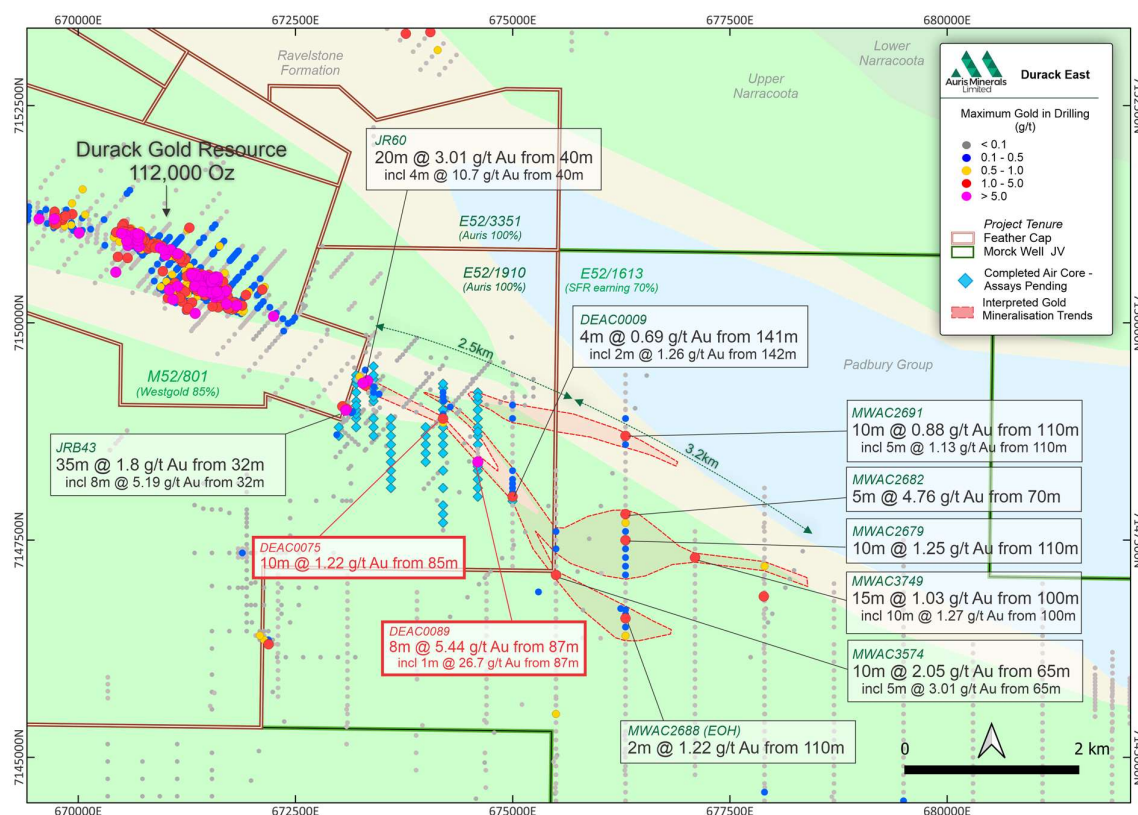 670000E
672500E
675000E
677500E
680000E
Ravelstone
Formation
Lower
Narracoota
Upper
Narracoota
Auris Minerals
Limited
Durack East
Maximum Gold in Drilling
(g/t)
< 0.1
0.1 - 0.5
0.5 - 1.0
1.0 - 5.0
> 5.0
Project Tenure
Feather Cap
Morck Well JV
Completed Air Core -
Assays Pending
Interpreted Gold
Mineralisation Trends
7152500N
7152500N
JR60
20m @ 3.01 g/t Au from 40m
incl 4m @ 10.7 g/t Au from 40m
Durack Gold Resource
112,000 Oz
E52/3351
(Auris 100%)
E52/1910
(Auris 100%)
E52/1613
(SFR earning 70%)
7150000N
7150000N
DEAC0009
4m @ 0.69 g/t Au from 141m
incl 2m @ 1.26 g/t Au from 142m
2.5km
Padbury Group
M52/801
(Westgold 85%)
3.2km
MWAC2691
10m @ 0.88 g/t Au from 110m
incl 5m @ 1.13 g/t Au from 110m
JRB43
35m @ 1.8 g/t Au from 32m
incl 8m @ 5.19 g/t Au from 32m
MWAC2682
5m @ 4.76 g/t Au from 70m
MWAC2679
10m @ 1.25 g/t Au from 110m
7147500N
7147500N
DEAC0075
10m @ 1.22 g/t Au from 85m
MWAC3749
15m @ 1.03 g/t Au from 100m
incl 10m @ 1.27 g/t Au from 100m
DEAC0089
8m @ 5.44 g/t Au from 87m
incl 1m @ 26.7 g/t Au from 87m
MWAC3574
10m @ 2.05 g/t Au from 65m
incl 5m @ 3.01 g/t Au from 65m
MWAC2688 (EOH)
2m @ 1.22 g/t Au from 110m
0
2 km
7145000N
7145000N
670000E
672500E
675000E
677500E
680000E